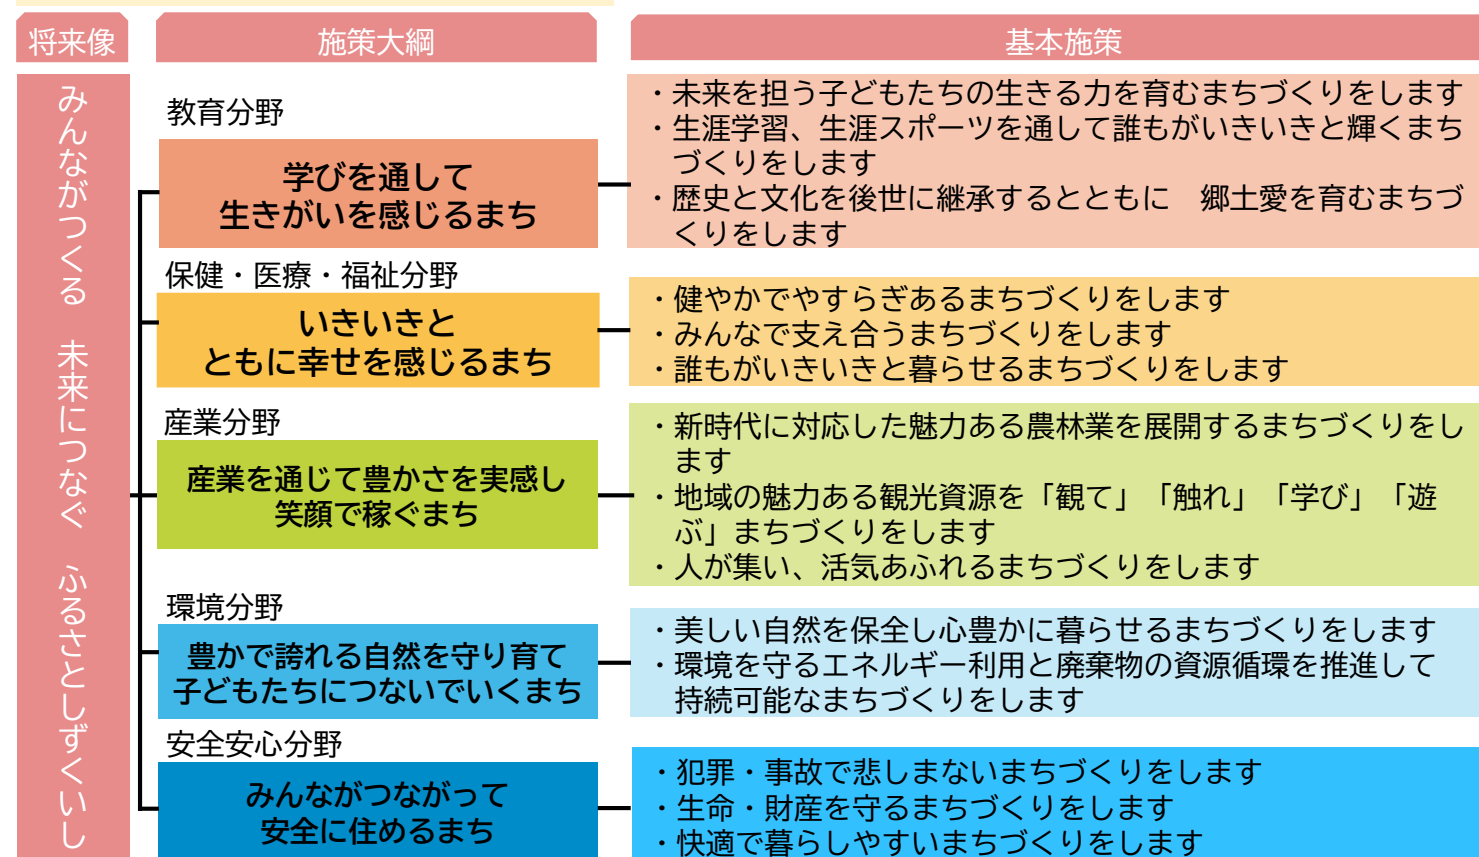 将来像
施策大綱
基本施策
みんながつくる　未来につなぐ　ふるさとしずくいし
教育分野
学びを通して
生きがいを感じるまち
・未来を担う子どもたちの生きる力を育むまちづくりをします
・生涯学習、生涯スポーツを通して誰もがいきいきと輝くまち
づくりをします
・歴史と文化を後世に継承するとともに　郷土愛を育むまちづ
くりをします
保健・医療・福祉分野
いきいきと
ともに幸せを感じるまち
・健やかでやすらぎあるまちづくりをします
・みんなで支え合うまちづくりをします
・誰もがいきいきと暮らせるまちづくりをします
産業分野
産業を通じて豊かさを実感し
笑顔で稼ぐまち
・新時代に対応した魅力ある農林業を展開するまちづくりをし
ます
・地域の魅力ある観光資源を「観て」「触れ」「学び」「遊
ぶ」まちづくりをします
・人が集い、活気あふれるまちづくりをします
環境分野
豊かで誇れる自然を守り育て
子どもたちにつないでいくまち
・美しい自然を保全し心豊かに暮らせるまちづくりをします
・環境を守るエネルギー利用と廃棄物の資源循環を推進して
持続可能なまちづくりをします
安全安心分野
みんながつながって
安全に住めるまち
・犯罪・事故で悲しまないまちづくりをします
・生命・財産を守るまちづくりをします
・快適で暮らしやすいまちづくりをします